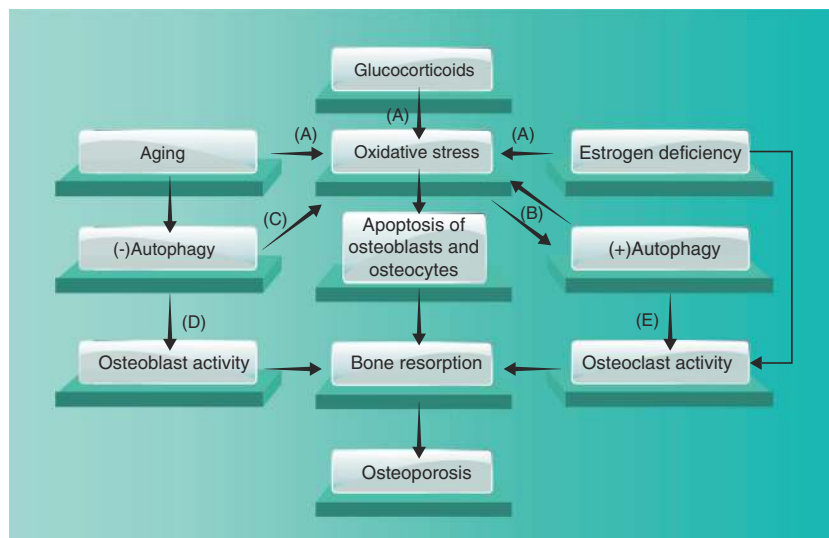 Glucocorticoids
(A)
(A)
(A)
Aging
Oxidative stress
Estrogen deficiency
(C)
(B)
(-)Autophagy
Apoptosis of
osteoblasts and
osteocytes
(+)Autophagy
(D)
(E)
Osteoblast activity
Bone resorption
Osteoclast activity
Osteoporosis